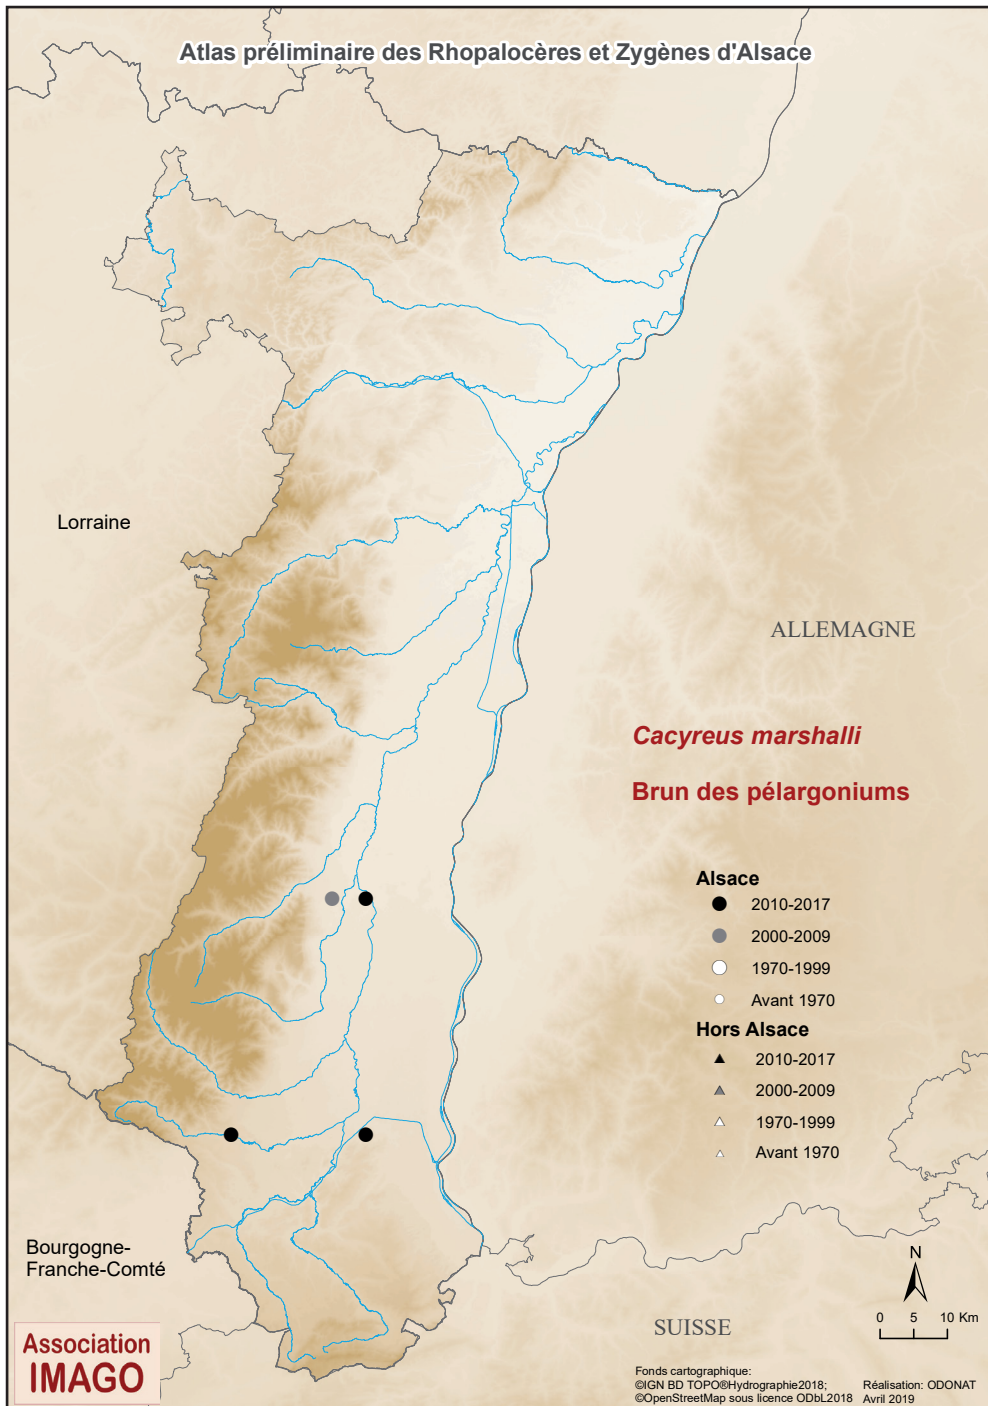 Atlas préliminaire des Rhopalocères et Zygènes d'Alsace
Lorraine
ALLEMAGNE
Cacyreus marshalli
Brun des pélargoniums
Alsace
2010-2017
2000-2009
1970-1999
Avant 1970
Hors Alsace
2010-2017
2000-2009
1970-1999
Avant 1970
Bourgogne-
Franche-Comté
SUISSE
N
0 5 10 Km
Association
IMAGO
Fonds cartographique:
©IGN BD TOPO®Hydrographie2018;
©OpenStreetMap sous licence ODbL2018
Réalisation: ODONAT
Avril 2019